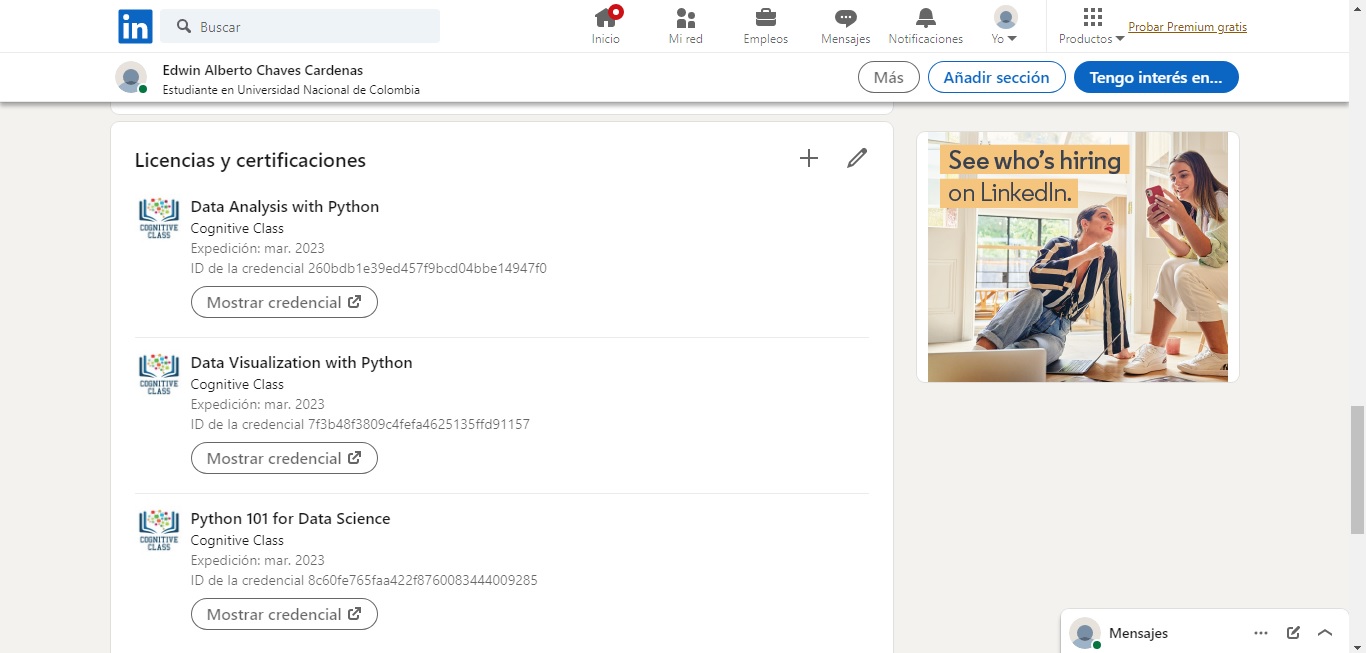 in
Buscar
Inicio
Mi red
Empleos
Mensajes
Notificaciones
Yo
Productos
Probar Premium gratis
Edwin Alberto Chaves Cardenas
Estudiante en Universidad Nacional de Colombia
Más
Añadir sección
Tengo interés en...
Licencias y certificaciones
COGNITIVE
CLASS
Data Analysis with Python
Cognitive Class
Expedición: mar. 2023
ID de la credencial 260bdb1e39ed457f9bcd04bbe14947f0
Mostrar credencial
COGNITIVE
CLASS
Data Visualization with Python
Cognitive Class
Expedición: mar. 2023
ID de la credencial 7f3b48f3809c4fefa4625135ffd91157
Mostrar credencial
COGNITIVE
CLASS
Python 101 for Data Science
Cognitive Class
Expedición: mar. 2023
ID de la credencial 8c60fe765faa422f8760083444009285
Mostrar credencial
See who's hiring
on LinkedIn.
Mensajes